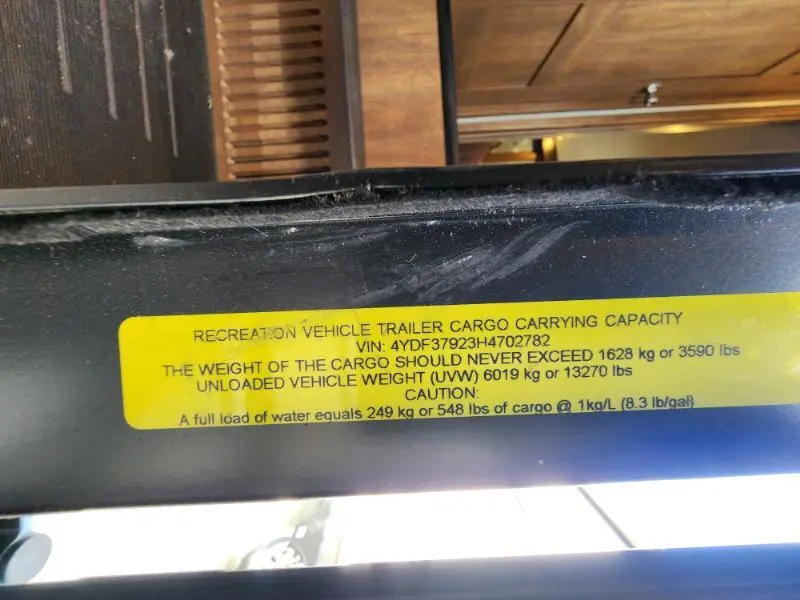 RECREATION VEHICLE TRAILER CARGO CARRYING CAPACITY
VIN: 4YDF37923H4702782
THE WEIGHT OF THE CARGO SHOULD NEVER EXCEED 1628 kg or 3590 lbs
UNLOADED VEHICLE WEIGHT (UVW) 6019 kg or 13270 lbs
CAUTION:
A full load of water equals 249 kg or 548 lbs of cargo @ 1kg/L (8.3 lb/gal)